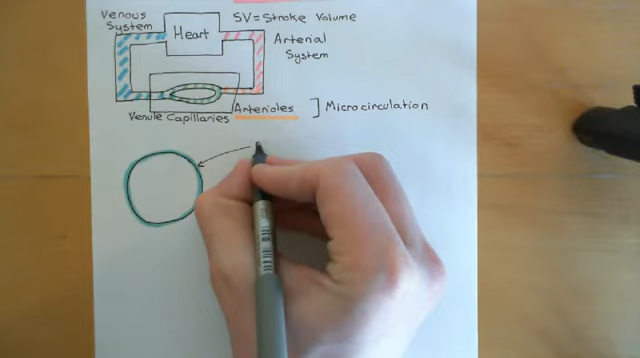 Venous
System
SV=Stroke Volume
Heart
Arterial
System
Venule Capillaries Arterioles ] Microcirculation